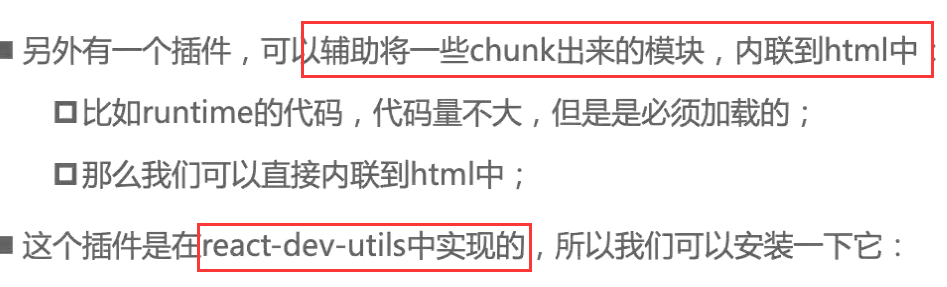 另外有一个插件，可以辅助将一些chunk出来的模块，内联到html中；
比如runtime的代码，代码量不大，但是是必须加载的；
那么我们可以直接内联到html中；
这个插件是在react-dev-utils中实现的，所以我们可以安装一下它：